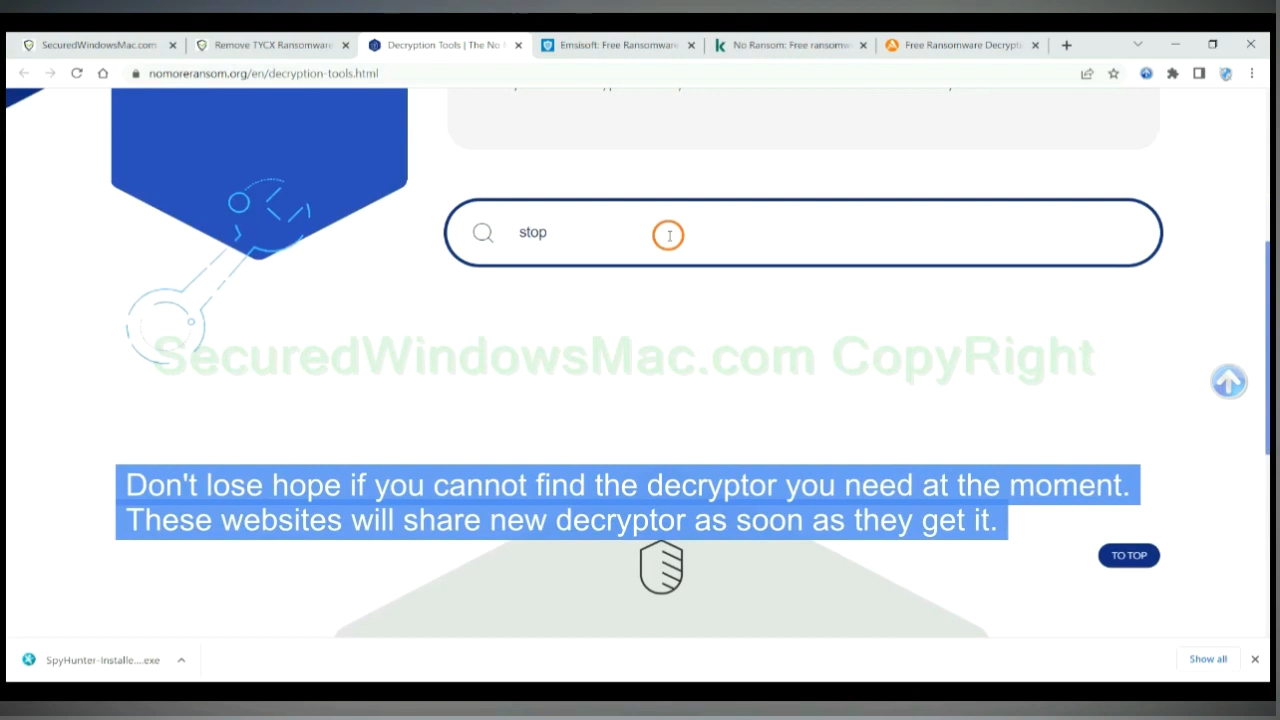 SecuredWindowsMac.com
Remove TYCX Ransomware
Decryption Tools | The No
Emsisoft: Free Ransomware
No Ransom: Free ransomw
Free Ransomware Decrypti
nomoreransom.org/en/decryption-tools.html
stop
SecuredWindowsMac.com CopyRight
Don't lose hope if you cannot find the decryptor you need at the moment.
These websites will share new decryptor as soon as they get it.
TO TOP
SpyHunter-Installe....exe
Show all